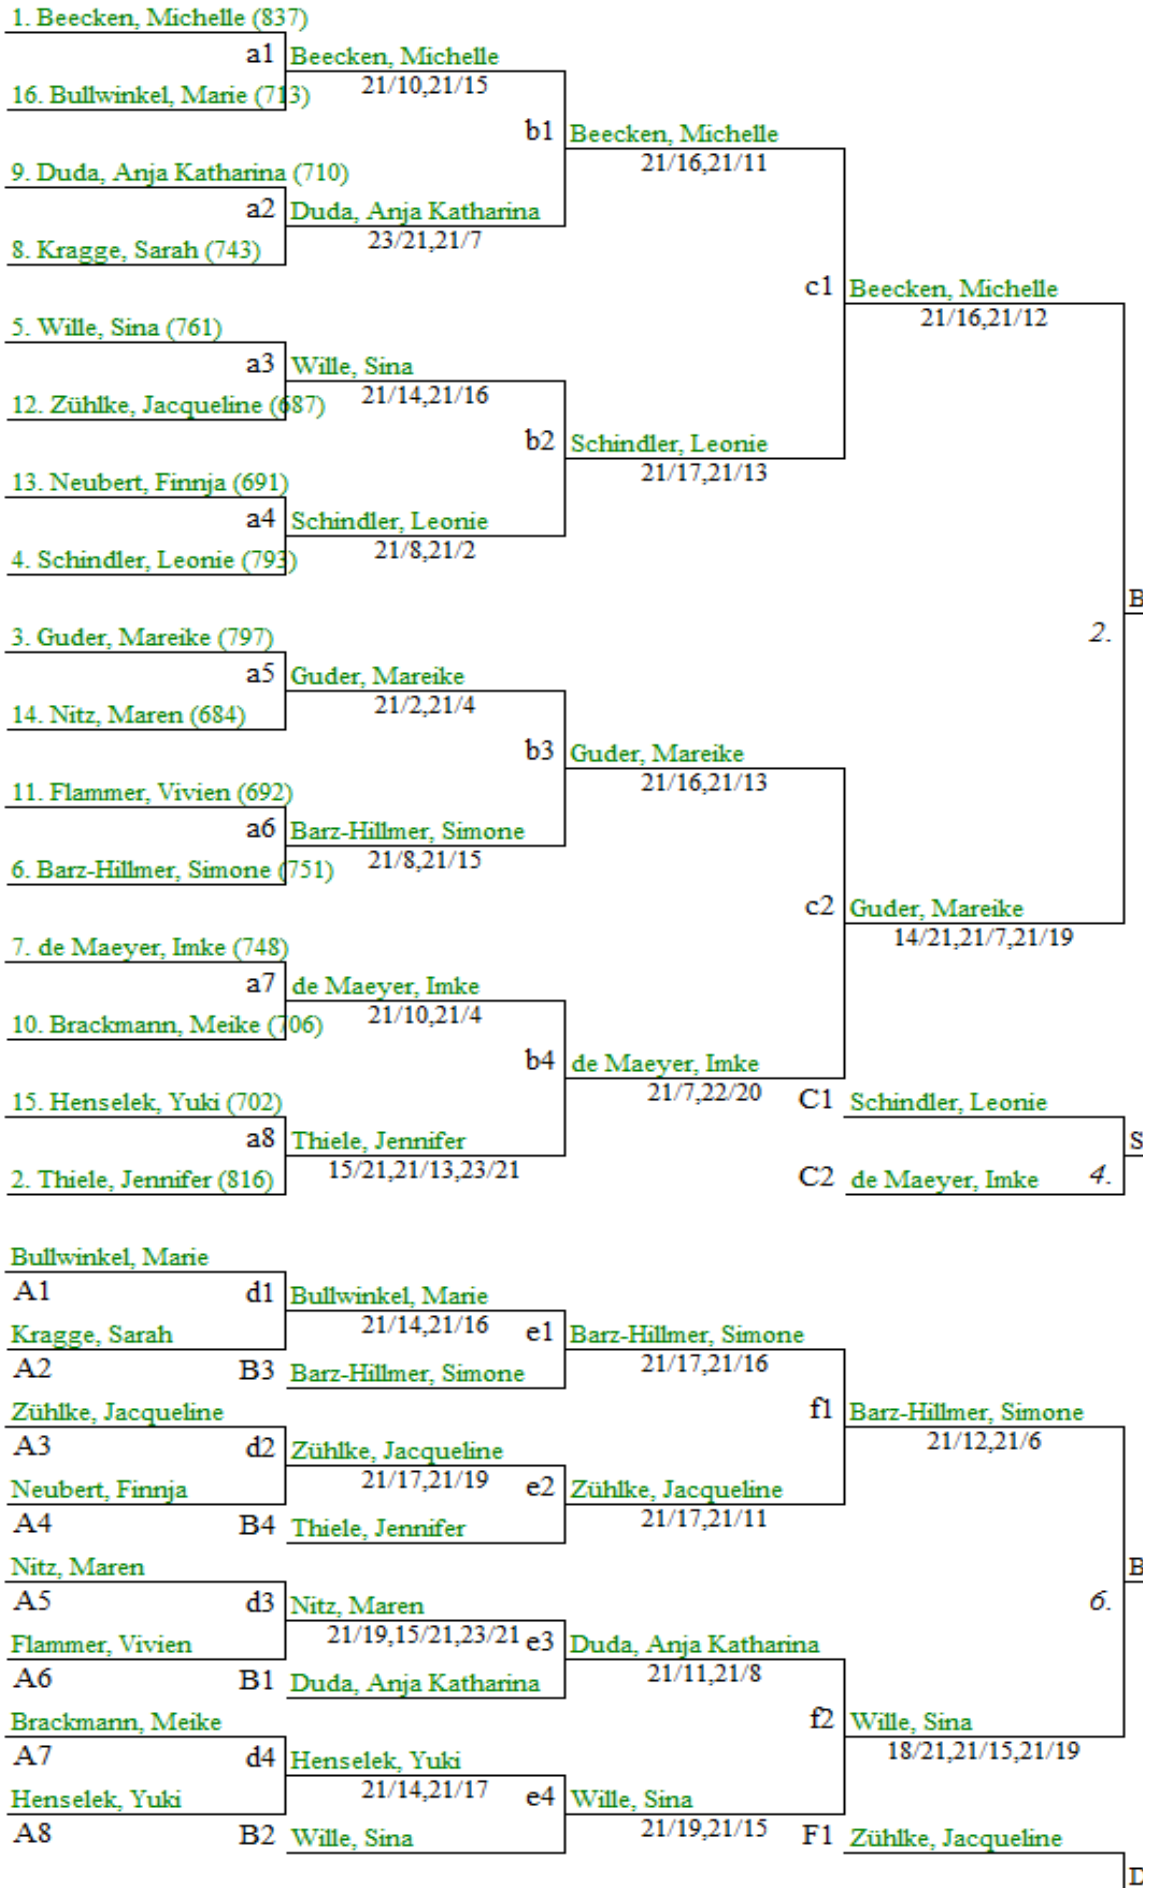 1. Beecken, Michelle (837)
a1 Beecken, Michelle
21/10,21/15
16. Bullwinkel, Marie (713)
b1 Beecken, Michelle
21/16,21/11
9. Duda, Anja Katharina (710)
a2 Duda, Anja Katharina
23/21,21/7
8. Kragge, Sarah (743)
c1 Beecken, Michelle
21/16,21/12
5. Wille, Sina (761)
a3 Wille, Sina
21/14,21/16
12. Zühlke, Jacqueline (687)
b2 Schindler, Leonie
21/17,21/13
13. Neubert, Finnja (691)
a4 Schindler, Leonie
21/8,21/2
4. Schindler, Leonie (793)
B
2.
3. Guder, Mareike (797)
a5 Guder, Mareike
21/2,21/4
14. Nitz, Maren (684)
b3 Guder, Mareike
21/16,21/13
11. Flammer, Vivien (692)
a6 Barz-Hillmer, Simone
21/8,21/15
6. Barz-Hillmer, Simone (751)
c2 Guder, Mareike
14/21,21/7,21/19
7. de Maeyer, Imke (748)
a7 de Maeyer, Imke
21/10,21/4
10. Brackmann, Meike (706)
b4 de Maeyer, Imke
21/7,22/20
C1 Schindler, Leonie
15. Henselek, Yuki (702)
a8 Thiele, Jennifer
15/21,21/13,23/21
S
2. Thiele, Jennifer (816)
C2 de Maeyer, Imke 4.
Bullwinkel, Marie
A1 d1 Bullwinkel, Marie
21/14,21/16
Kragge, Sarah
e1 Barz-Hillmer, Simone
21/17,21/16
A2 B3 Barz-Hillmer, Simone
Zühlke, Jacqueline
f1 Barz-Hillmer, Simone
21/12,21/6
A3 d2 Zühlke, Jacqueline
21/17,21/19
Neubert, Finnja
e2 Zühlke, Jacqueline
21/17,21/11
A4 B4 Thiele, Jennifer
Nitz, Maren
B
A5 d3 Nitz, Maren
6.
21/19,15/21,23/21
Flammer, Vivien
e3 Duda, Anja Katharina
21/11,21/8
A6 B1 Duda, Anja Katharina
Brackmann, Meike
f2 Wille, Sina
18/21,21/15,21/19
A7 d4 Henselek, Yuki
21/14,21/17
Henselek, Yuki
e4 Wille, Sina
21/19,21/15
A8 B2 Wille, Sina
F1 Zühlke, Jacqueline
D